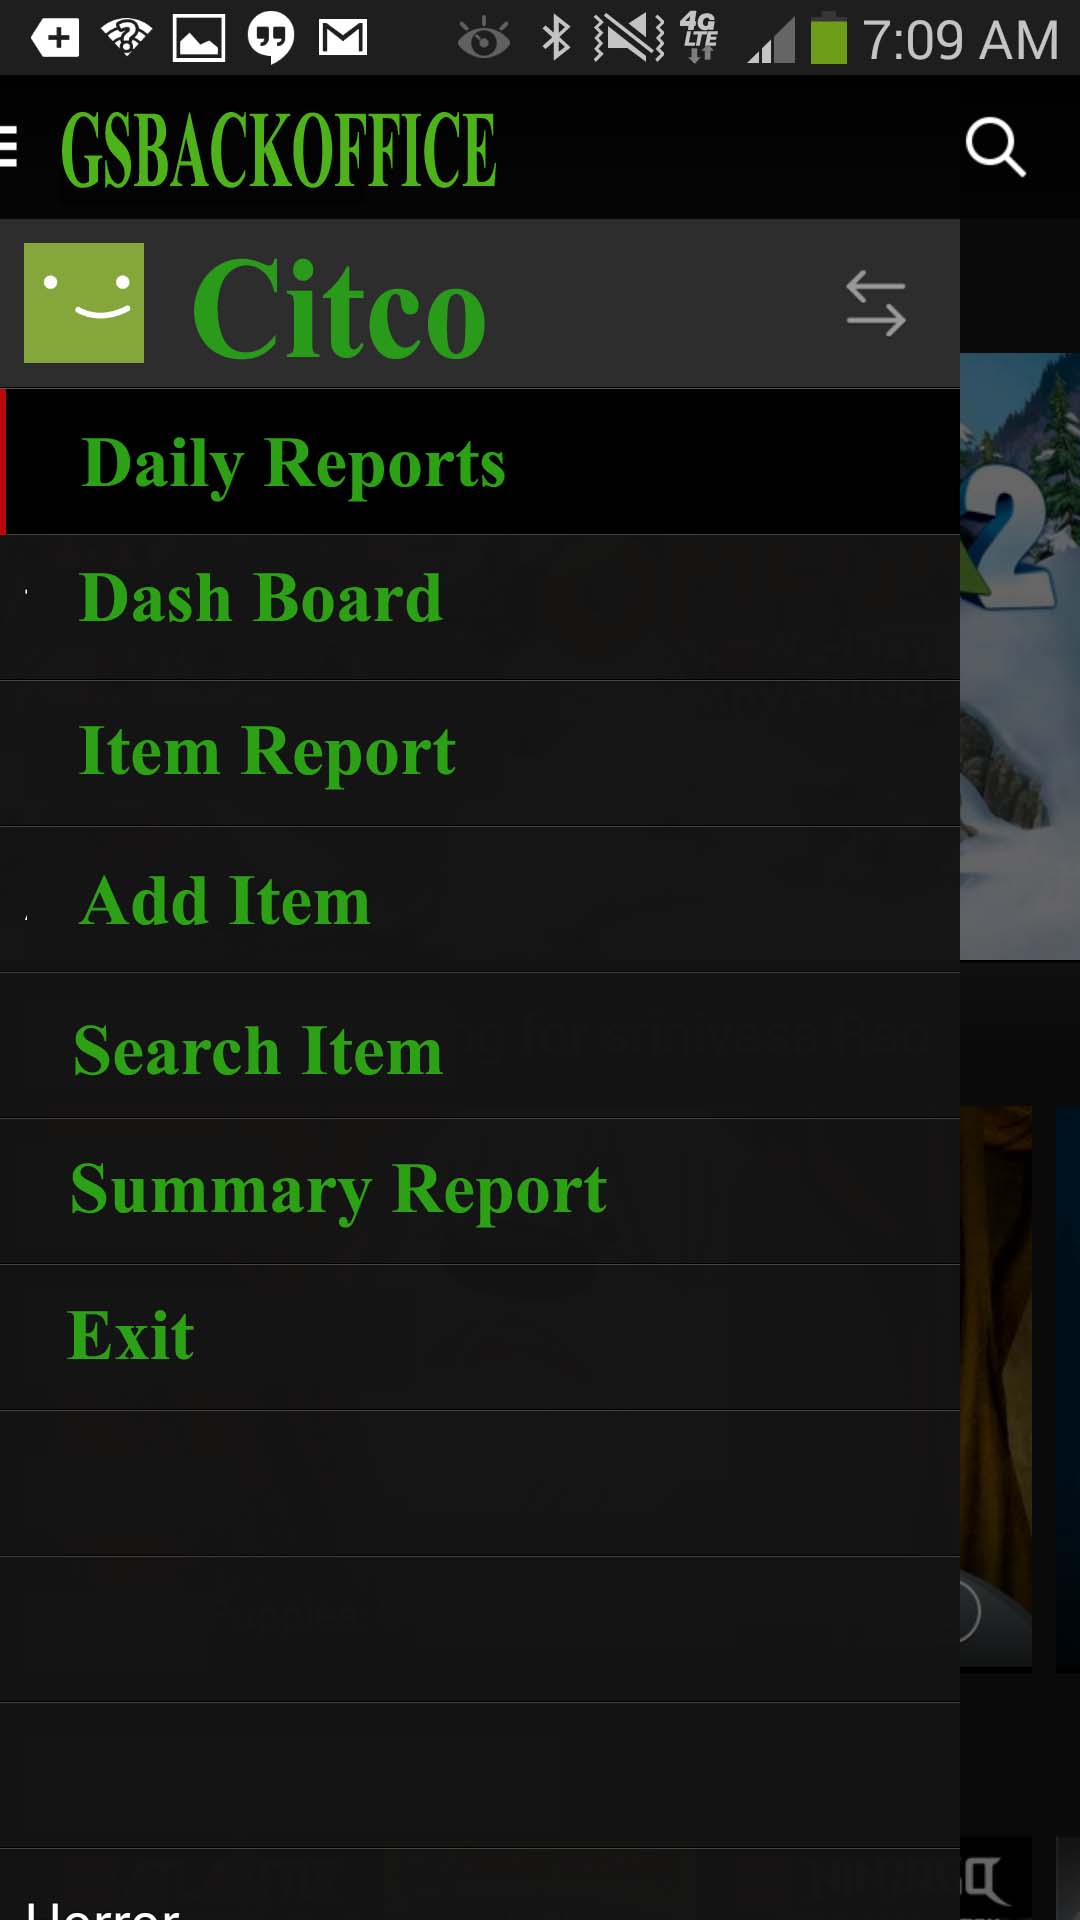 4G
LTE
7:09 AM
GSBACKOFFICE
Citco
Daily Reports
Dash Board
2
Item Report
Add Item
Search Item
Summary Report
Exit
Horror